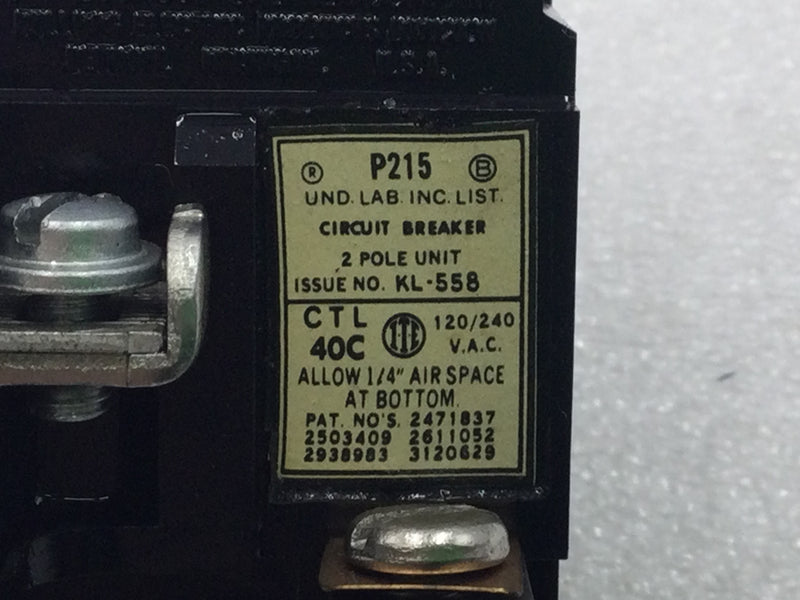 ® P215 Ⓑ
UND. LAB. INC. LIST.
CIRCUIT BREAKER
2 POLE UNIT
ISSUE NO. KL-558
CTL ITE 120/240
40C V.A.C.
ALLOW 1/4" AIR SPACE
AT BOTTOM.
PAT. NO'S. 2471837
2503409 2611052
2938983 3120629